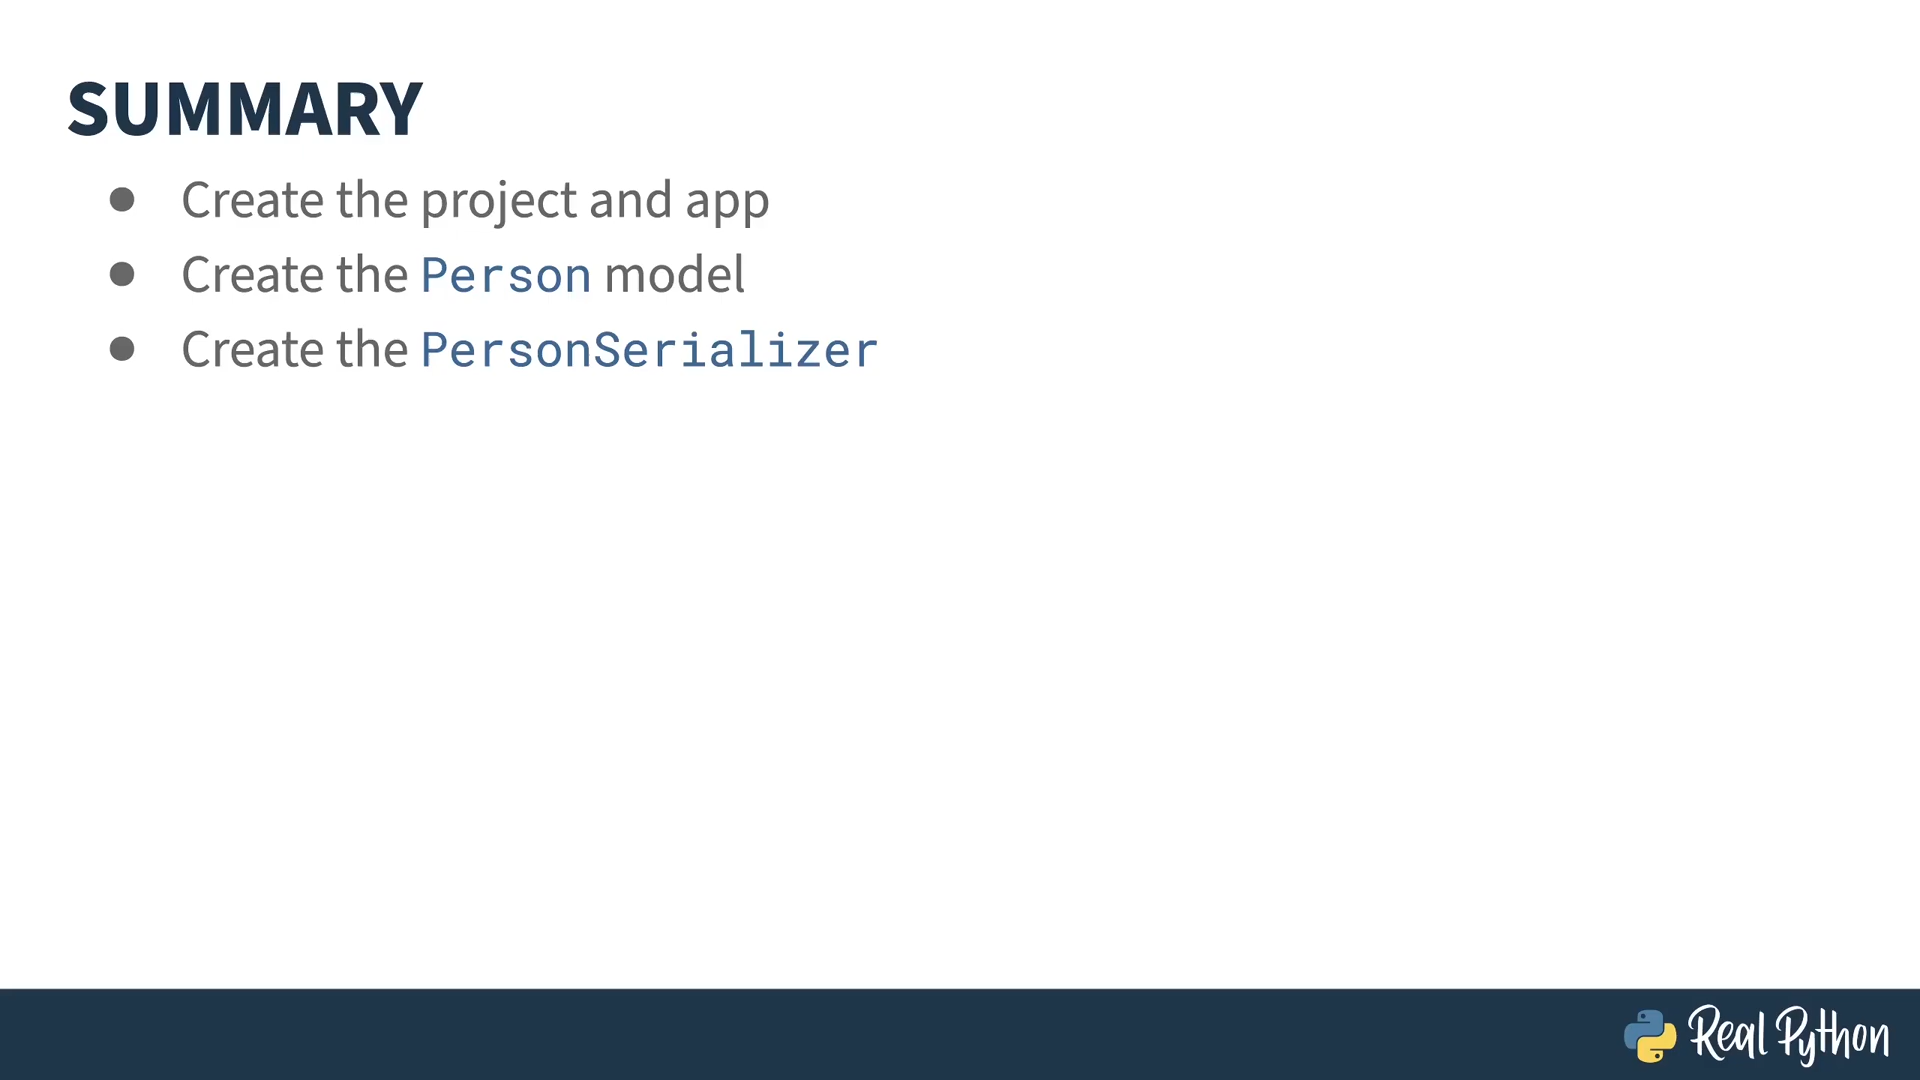 SUMMARY
● Create the project and app
● Create the Person model
● Create the PersonSerializer
Real Python